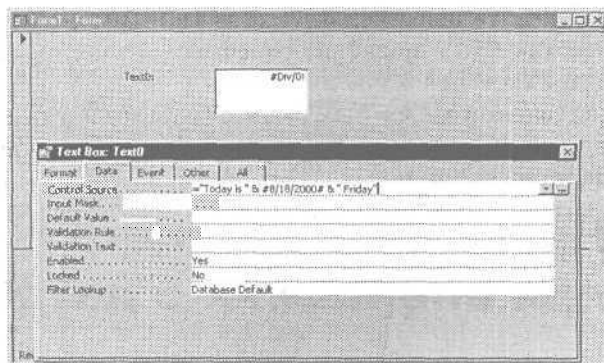 Form1 : Form
Text0:
#Div/0!
Text Box: Text0
Format Data Event Other All
Control Source . . . . . . . . . ="Today is " & #8/18/2000# & " Friday"
Input Mask . . .
Default Value . . . . . .
Validation Rule . . . . .
Validation Text . . . . . . . . .
Enabled . . . . . . . . . . . . . . Yes
Locked . . . . . . . . . . . . . . . No
Filter Lookup . . . . . . . . . . Database Default